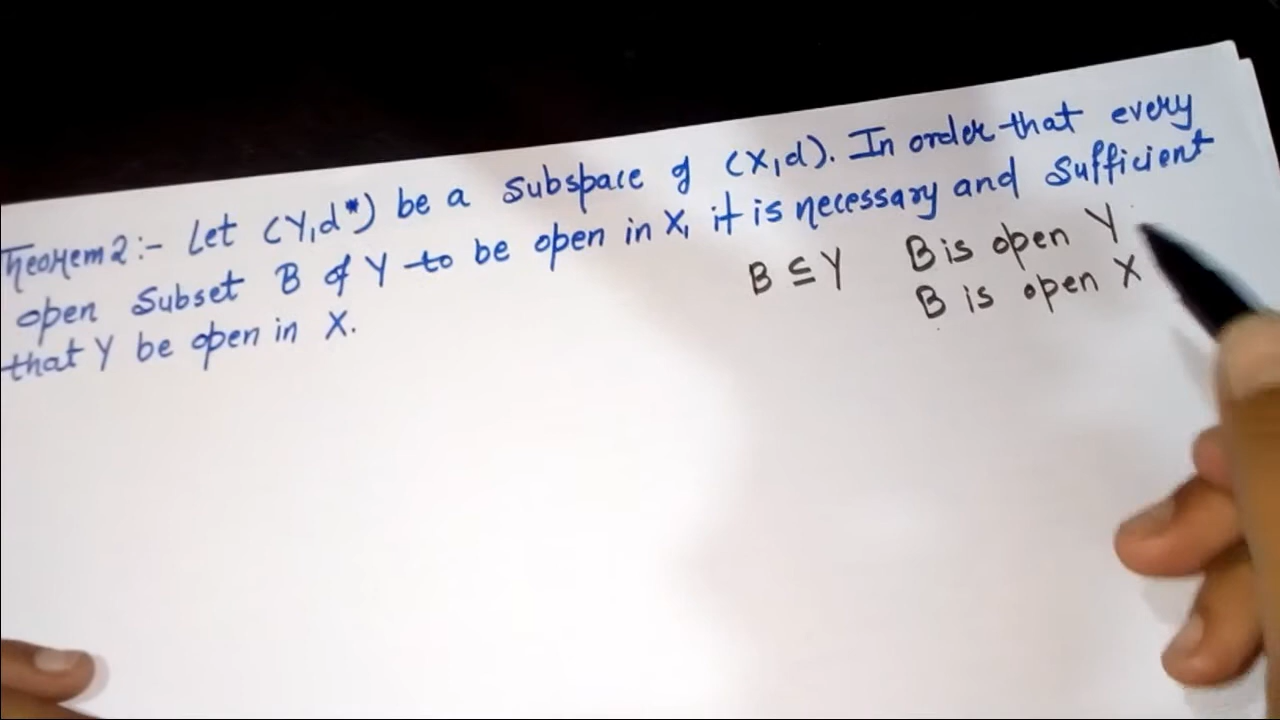 Theorem 2:- Let (Y,d*) be a subspace of (X,d). In order that every
open subset B of Y to be open in X, it is necessary and sufficient
that Y be open in X.
B ⊆ Y
B is open Y
B is open X